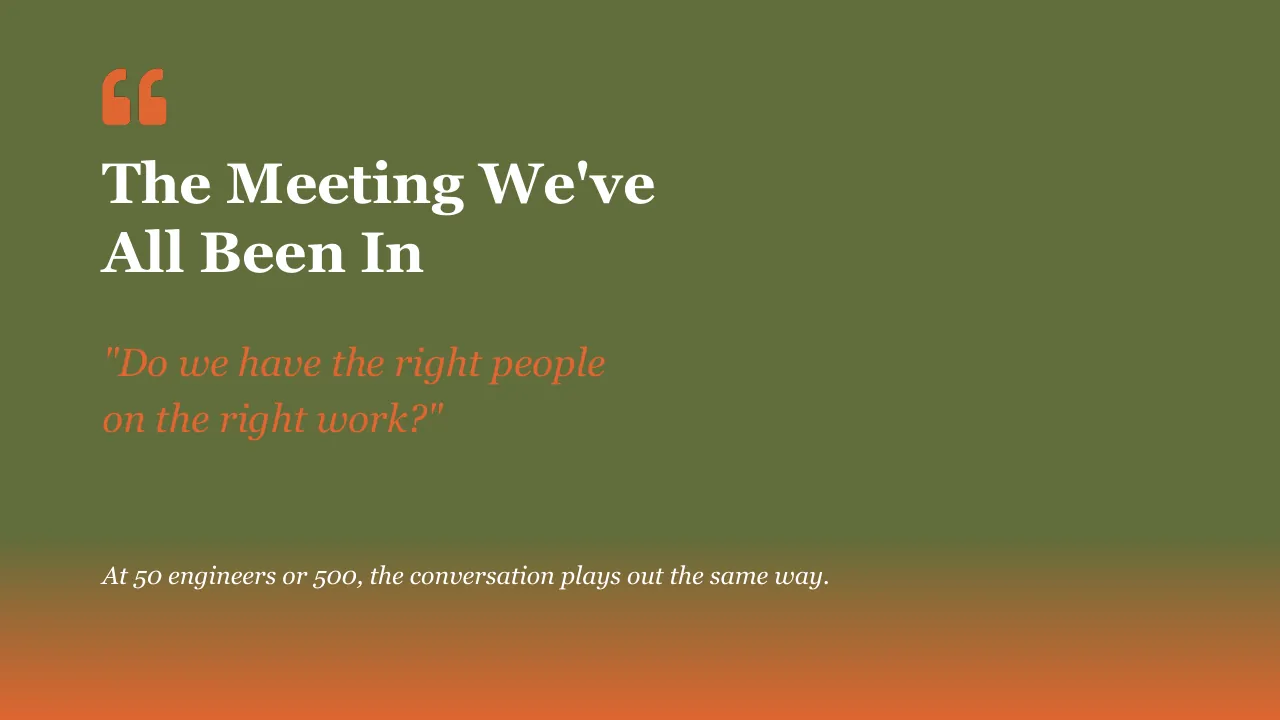 The Meeting We've
All Been In
"Do we have the right people
on the right work?"
At 50 engineers or 500, the conversation plays out the same way.